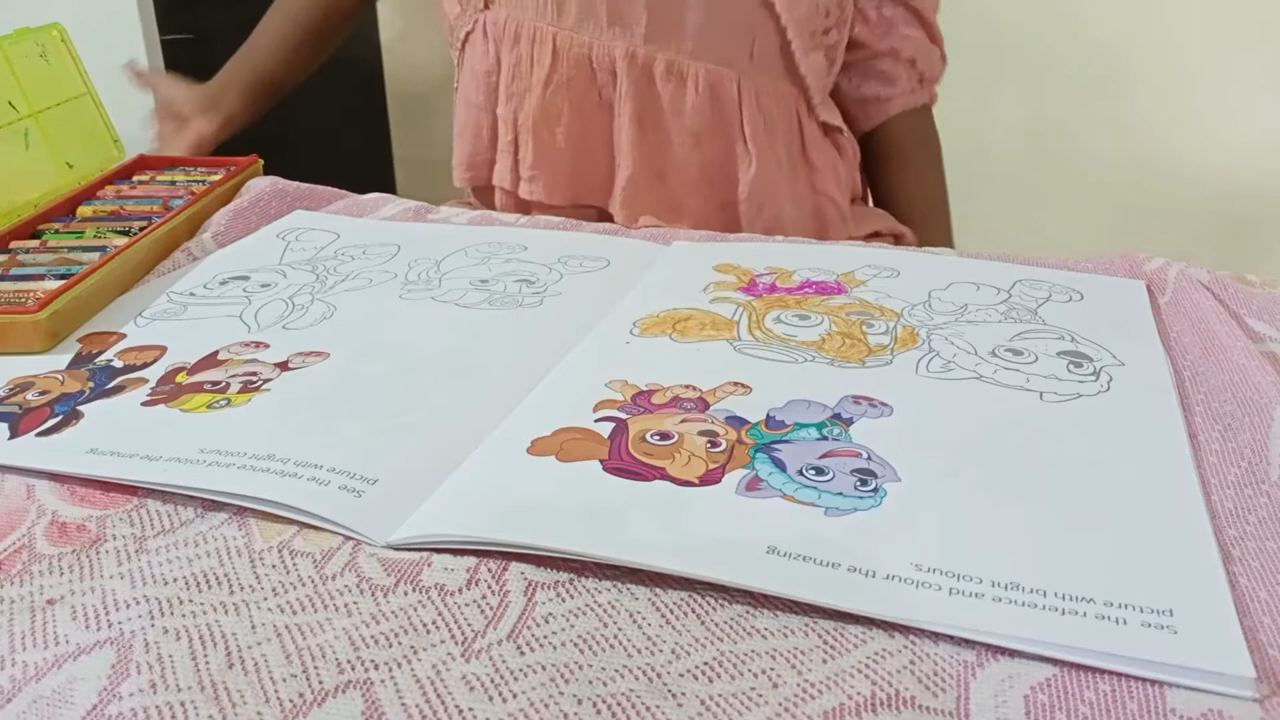 See the reference and colour the amazing
picture with bright colours.
See the reference and colour the amazing
picture with bright colours.
PASTELS